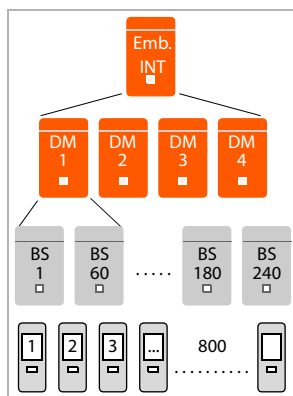 Emb.
INT
DM DM DM DM
1 2 3 4
BS BS ..... BS BS
1 60 180 240
1 2 3 ... 800
..........